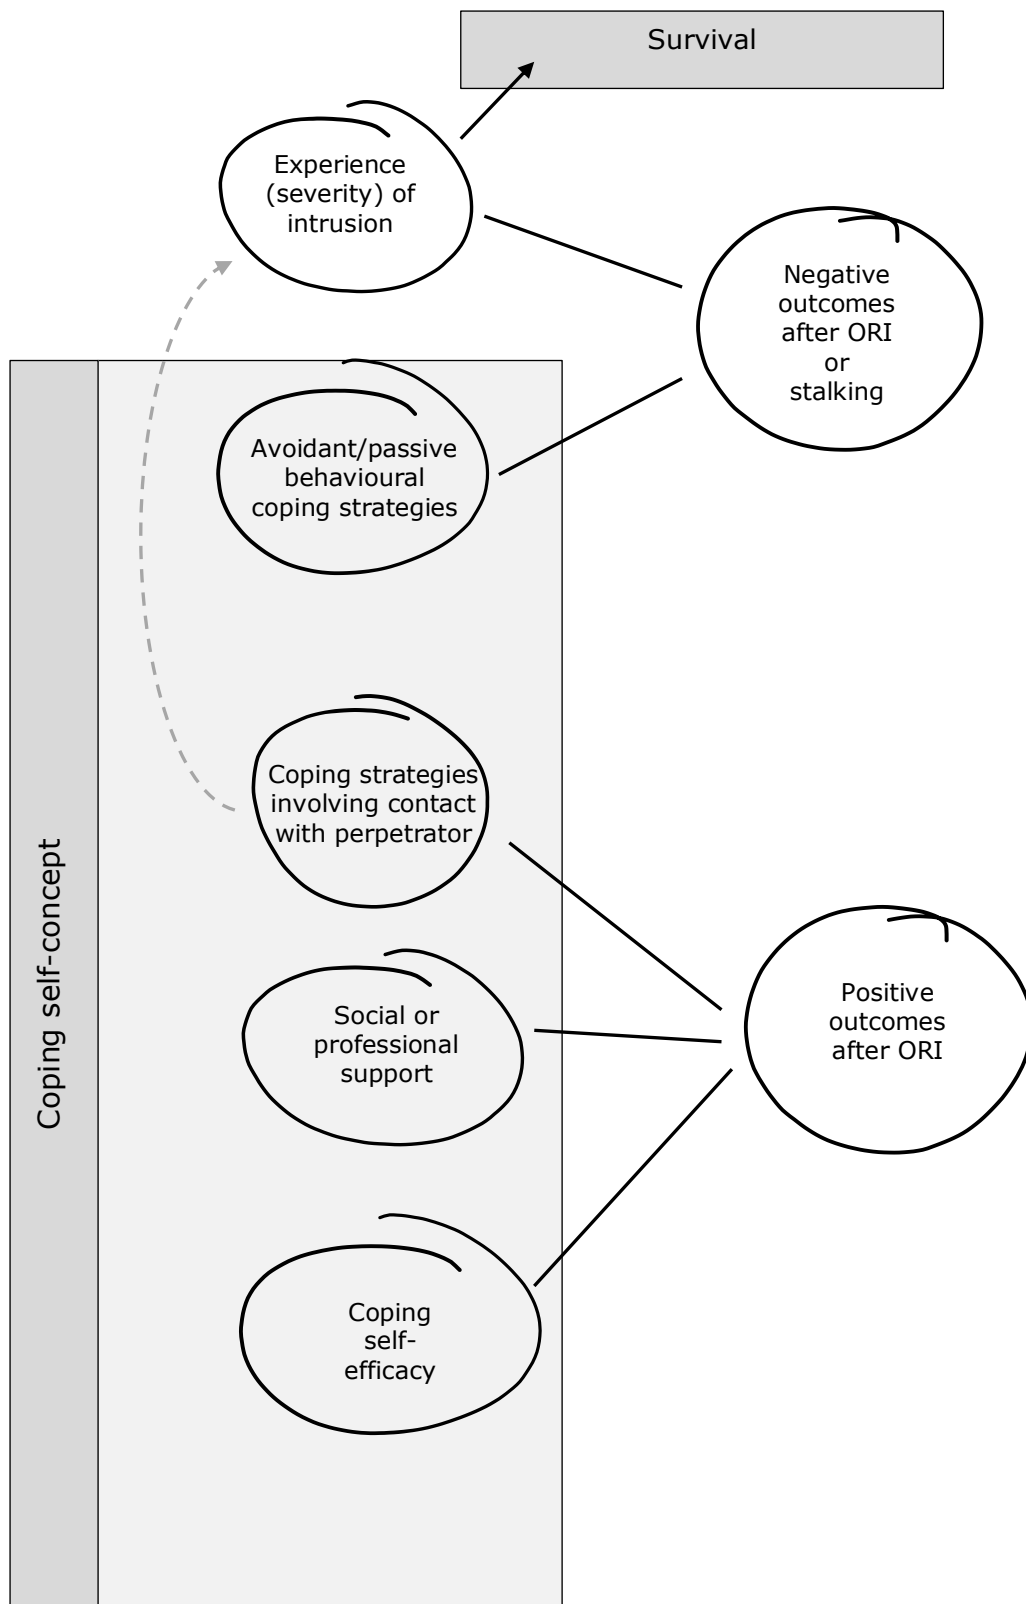 Survival
Experience
(severity) of
intrusion
Negative
outcomes
after ORI
or
stalking
Avoidant/passive
behavioural
coping strategies
Coping strategies
involving contact
with perpetrator
Coping self-concept
Social or
professional
support
Positive
outcomes
after ORI
Coping
self-
efficacy